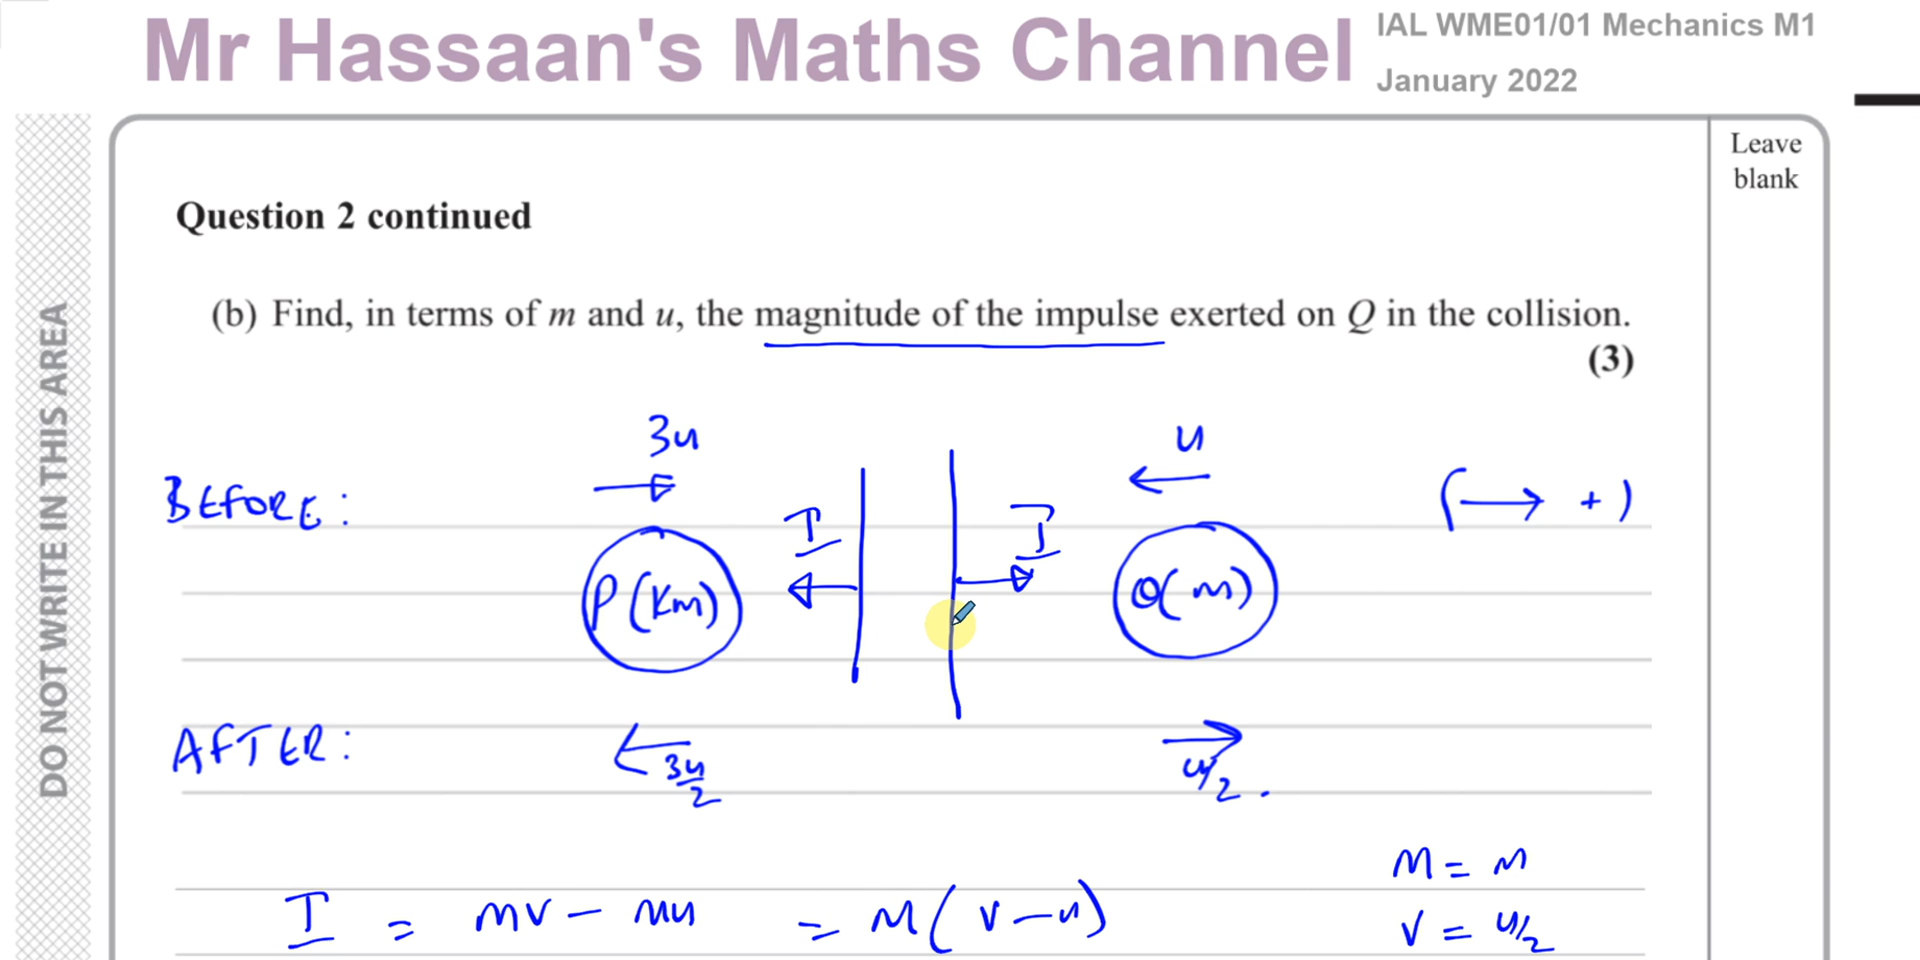 Mr Hassaan's Maths Channel
IAL WME01/01 Mechanics M1
January 2022
Leave
blank
DO NOT WRITE IN THIS AREA
Question 2 continued
(b) Find, in terms of m and u, the magnitude of the impulse exerted on Q in the collision.
(3)
3u
u
BEFORE:
I
I
(→ +)
P(Km)
Q(m)
AFTER:
3u/2
u/2.
M = m
I = mv - mu = M(v-u)
v = u/2